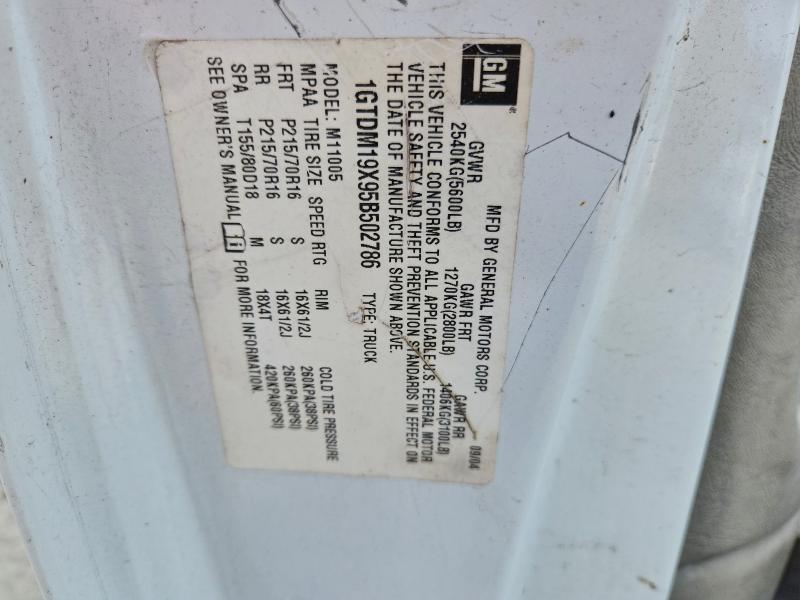 GM
MFD BY GENERAL MOTORS CORP. 09/04
GVWR GAWR FRT GAWR RR
2540KG(5600LB) 1270KG(2800LB) 1406KG(3100LB)
THIS VEHICLE CONFORMS TO ALL APPLICABLE U.S. FEDERAL MOTOR
VEHICLE SAFETY AND THEFT PREVENTION STANDARDS IN EFFECT ON
THE DATE OF MANUFACTURE SHOWN ABOVE.
1GTDM19X95B502786 TYPE: TRUCK
MODEL: M11005
MPAA TIRE SIZE SPEED RTG RIM COLD TIRE PRESSURE
FRT P215/70R16 S 16X61/2J 260KPA(38PSI)
RR P215/70R16 S 16X61/2J 260KPA(38PSI)
SPA T155/80D18 M 18X4T 420KPA(60PSI)
SEE OWNER'S MANUAL FOR MORE INFORMATION.